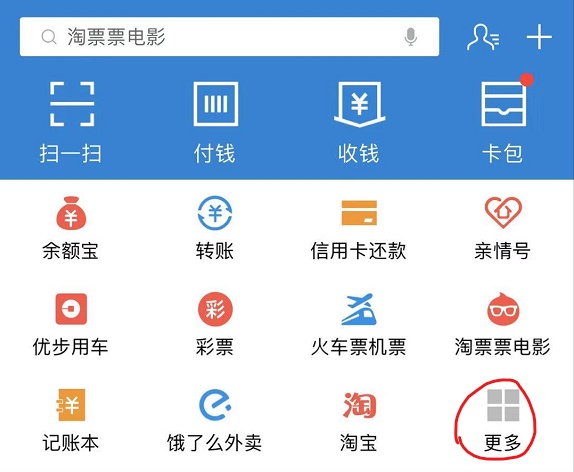 淘票票电影
扫一扫 付钱 收钱 卡包
余额宝 转账 信用卡还款 亲情号
优步用车 彩 彩票 火车票机票 淘票票电影
记账本 饿了么外卖 淘 淘宝 更多